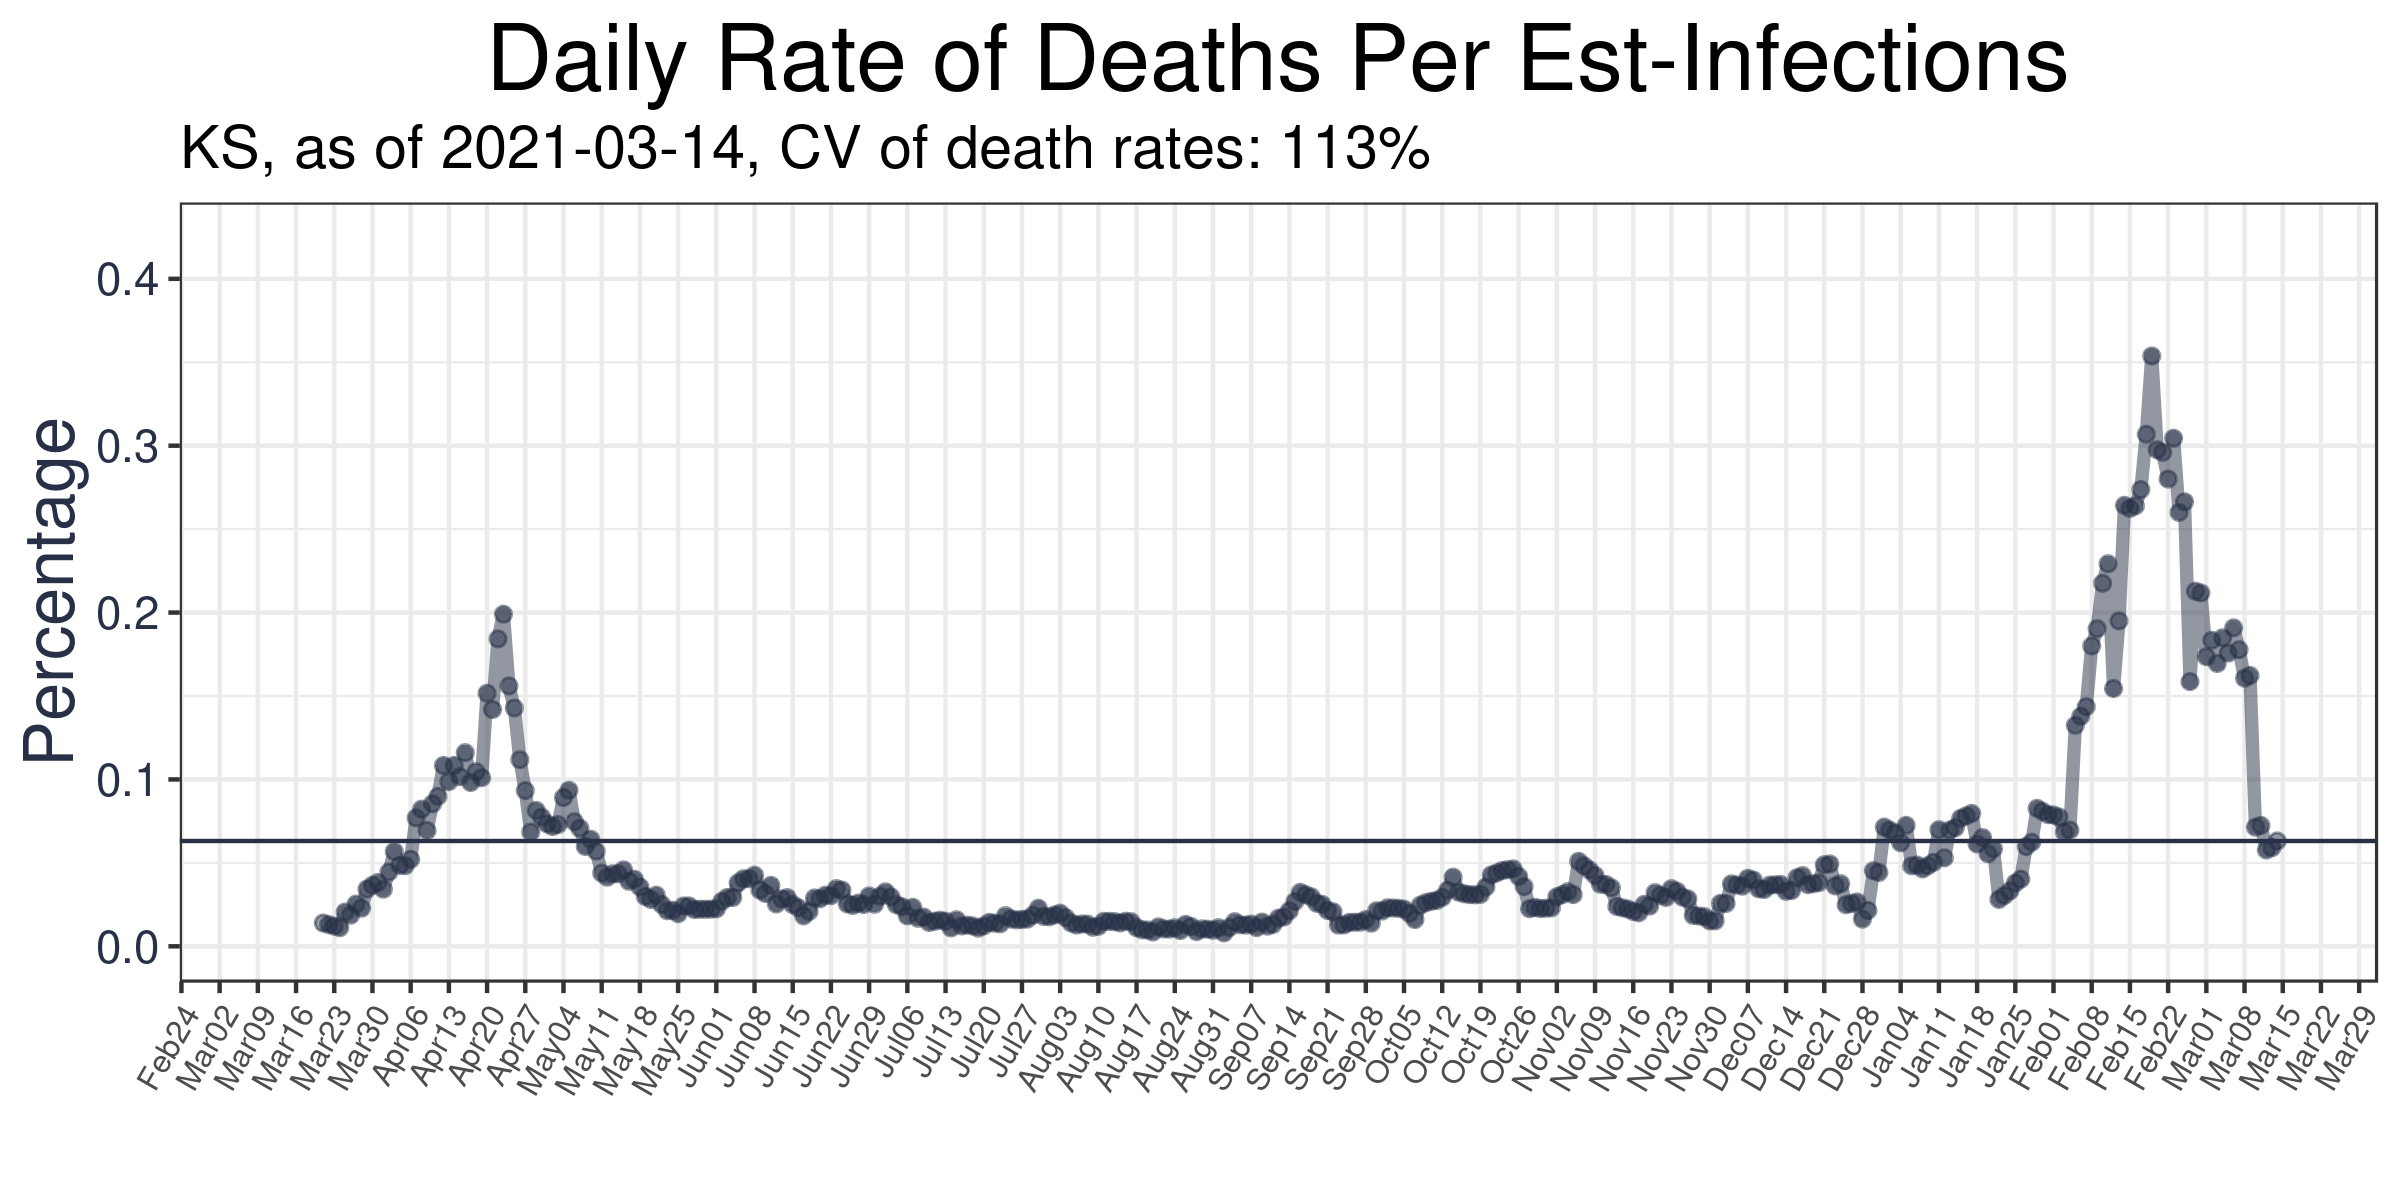 Daily Rate of Deaths Per Est-Infections
KS, as of 2021-03-14, CV of death rates: 113%
Percentage
0.4
0.3
0.2
0.1
0.0
Feb24
Mar02
Mar09
Mar16
Mar23
Mar30
Apr06
Apr13
Apr20
Apr27
May04
May11
May18
May25
Jun01
Jun08
Jun15
Jun22
Jun29
Jul06
Jul13
Jul20
Jul27
Aug03
Aug10
Aug17
Aug24
Aug31
Sep07
Sep14
Sep21
Sep28
Oct05
Oct12
Oct19
Oct26
Nov02
Nov09
Nov16
Nov23
Nov30
Dec07
Dec14
Dec21
Dec28
Jan04
Jan11
Jan18
Jan25
Feb01
Feb08
Feb15
Feb22
Mar01
Mar08
Mar15
Mar22
Mar29